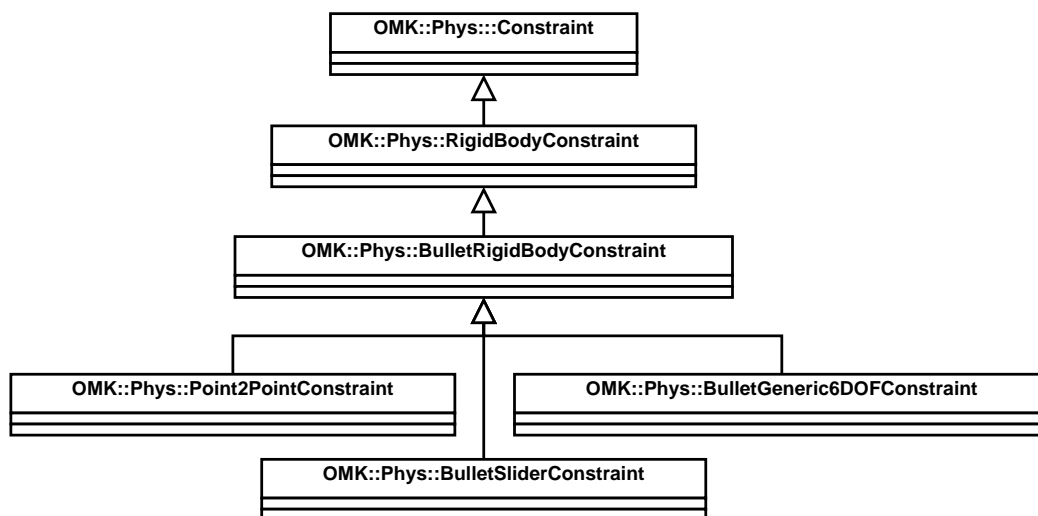 OMK::Phys:::Constraint
OMK::Phys::RigidBodyConstraint
OMK::Phys::BulletRigidBodyConstraint
OMK::Phys::Point2PointConstraint
OMK::Phys::BulletGeneric6DOFConstraint
OMK::Phys::BulletSliderConstraint